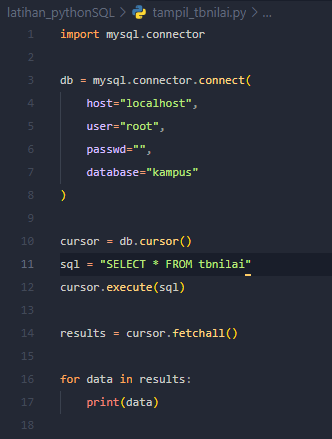 latihan_pythonSQL > tampil_tbnilai.py > ...
1 import mysql.connector
2
3 db = mysql.connector.connect(
4     host="localhost",
5     user="root",
6     passwd="",
7     database="kampus"
8 )
9
10 cursor = db.cursor()
11 sql = "SELECT * FROM tbnilai"
12 cursor.execute(sql)
13
14 results = cursor.fetchall()
15
16 for data in results:
17     print(data)
18